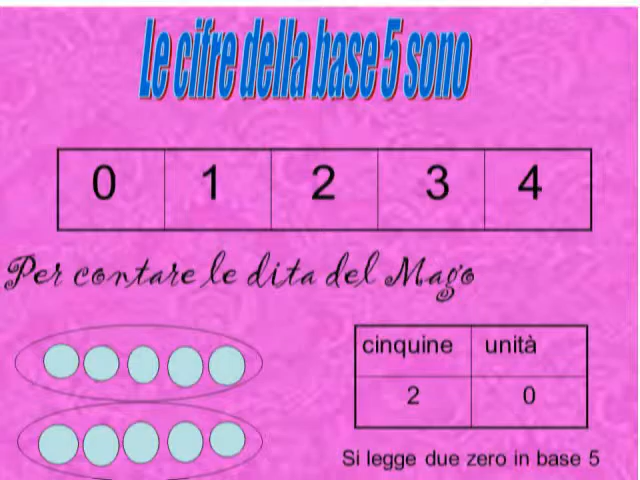 Le cifre della base 5 sono
0 1 2 3 4
Per contare le dita del Mago
cinquine unità
2 0
Si legge due zero in base 5